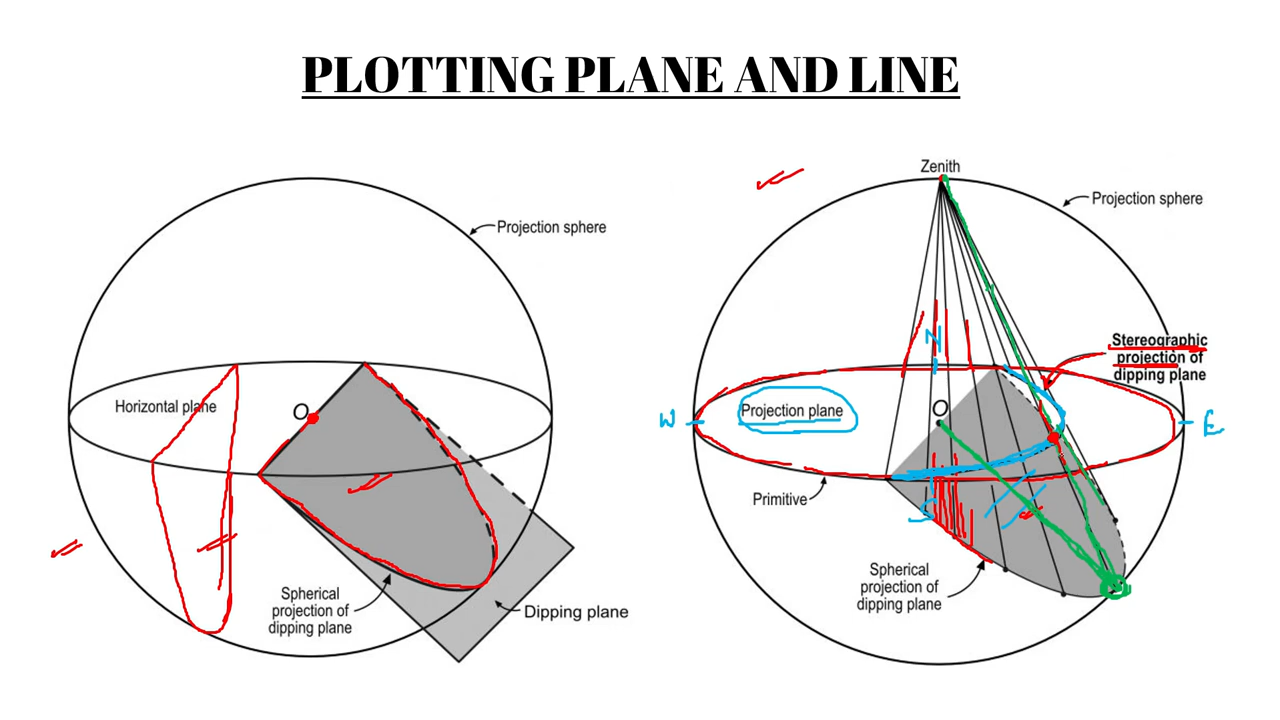 PLOTTING PLANE AND LINE
Projection sphere
Horizontal plane
O
Spherical
projection of
dipping plane
Dipping plane
Zenith
Projection sphere
N
Stereographic
projection of
dipping plane
O
Projection plane
W
E
Primitive
S
Spherical
projection of
dipping plane